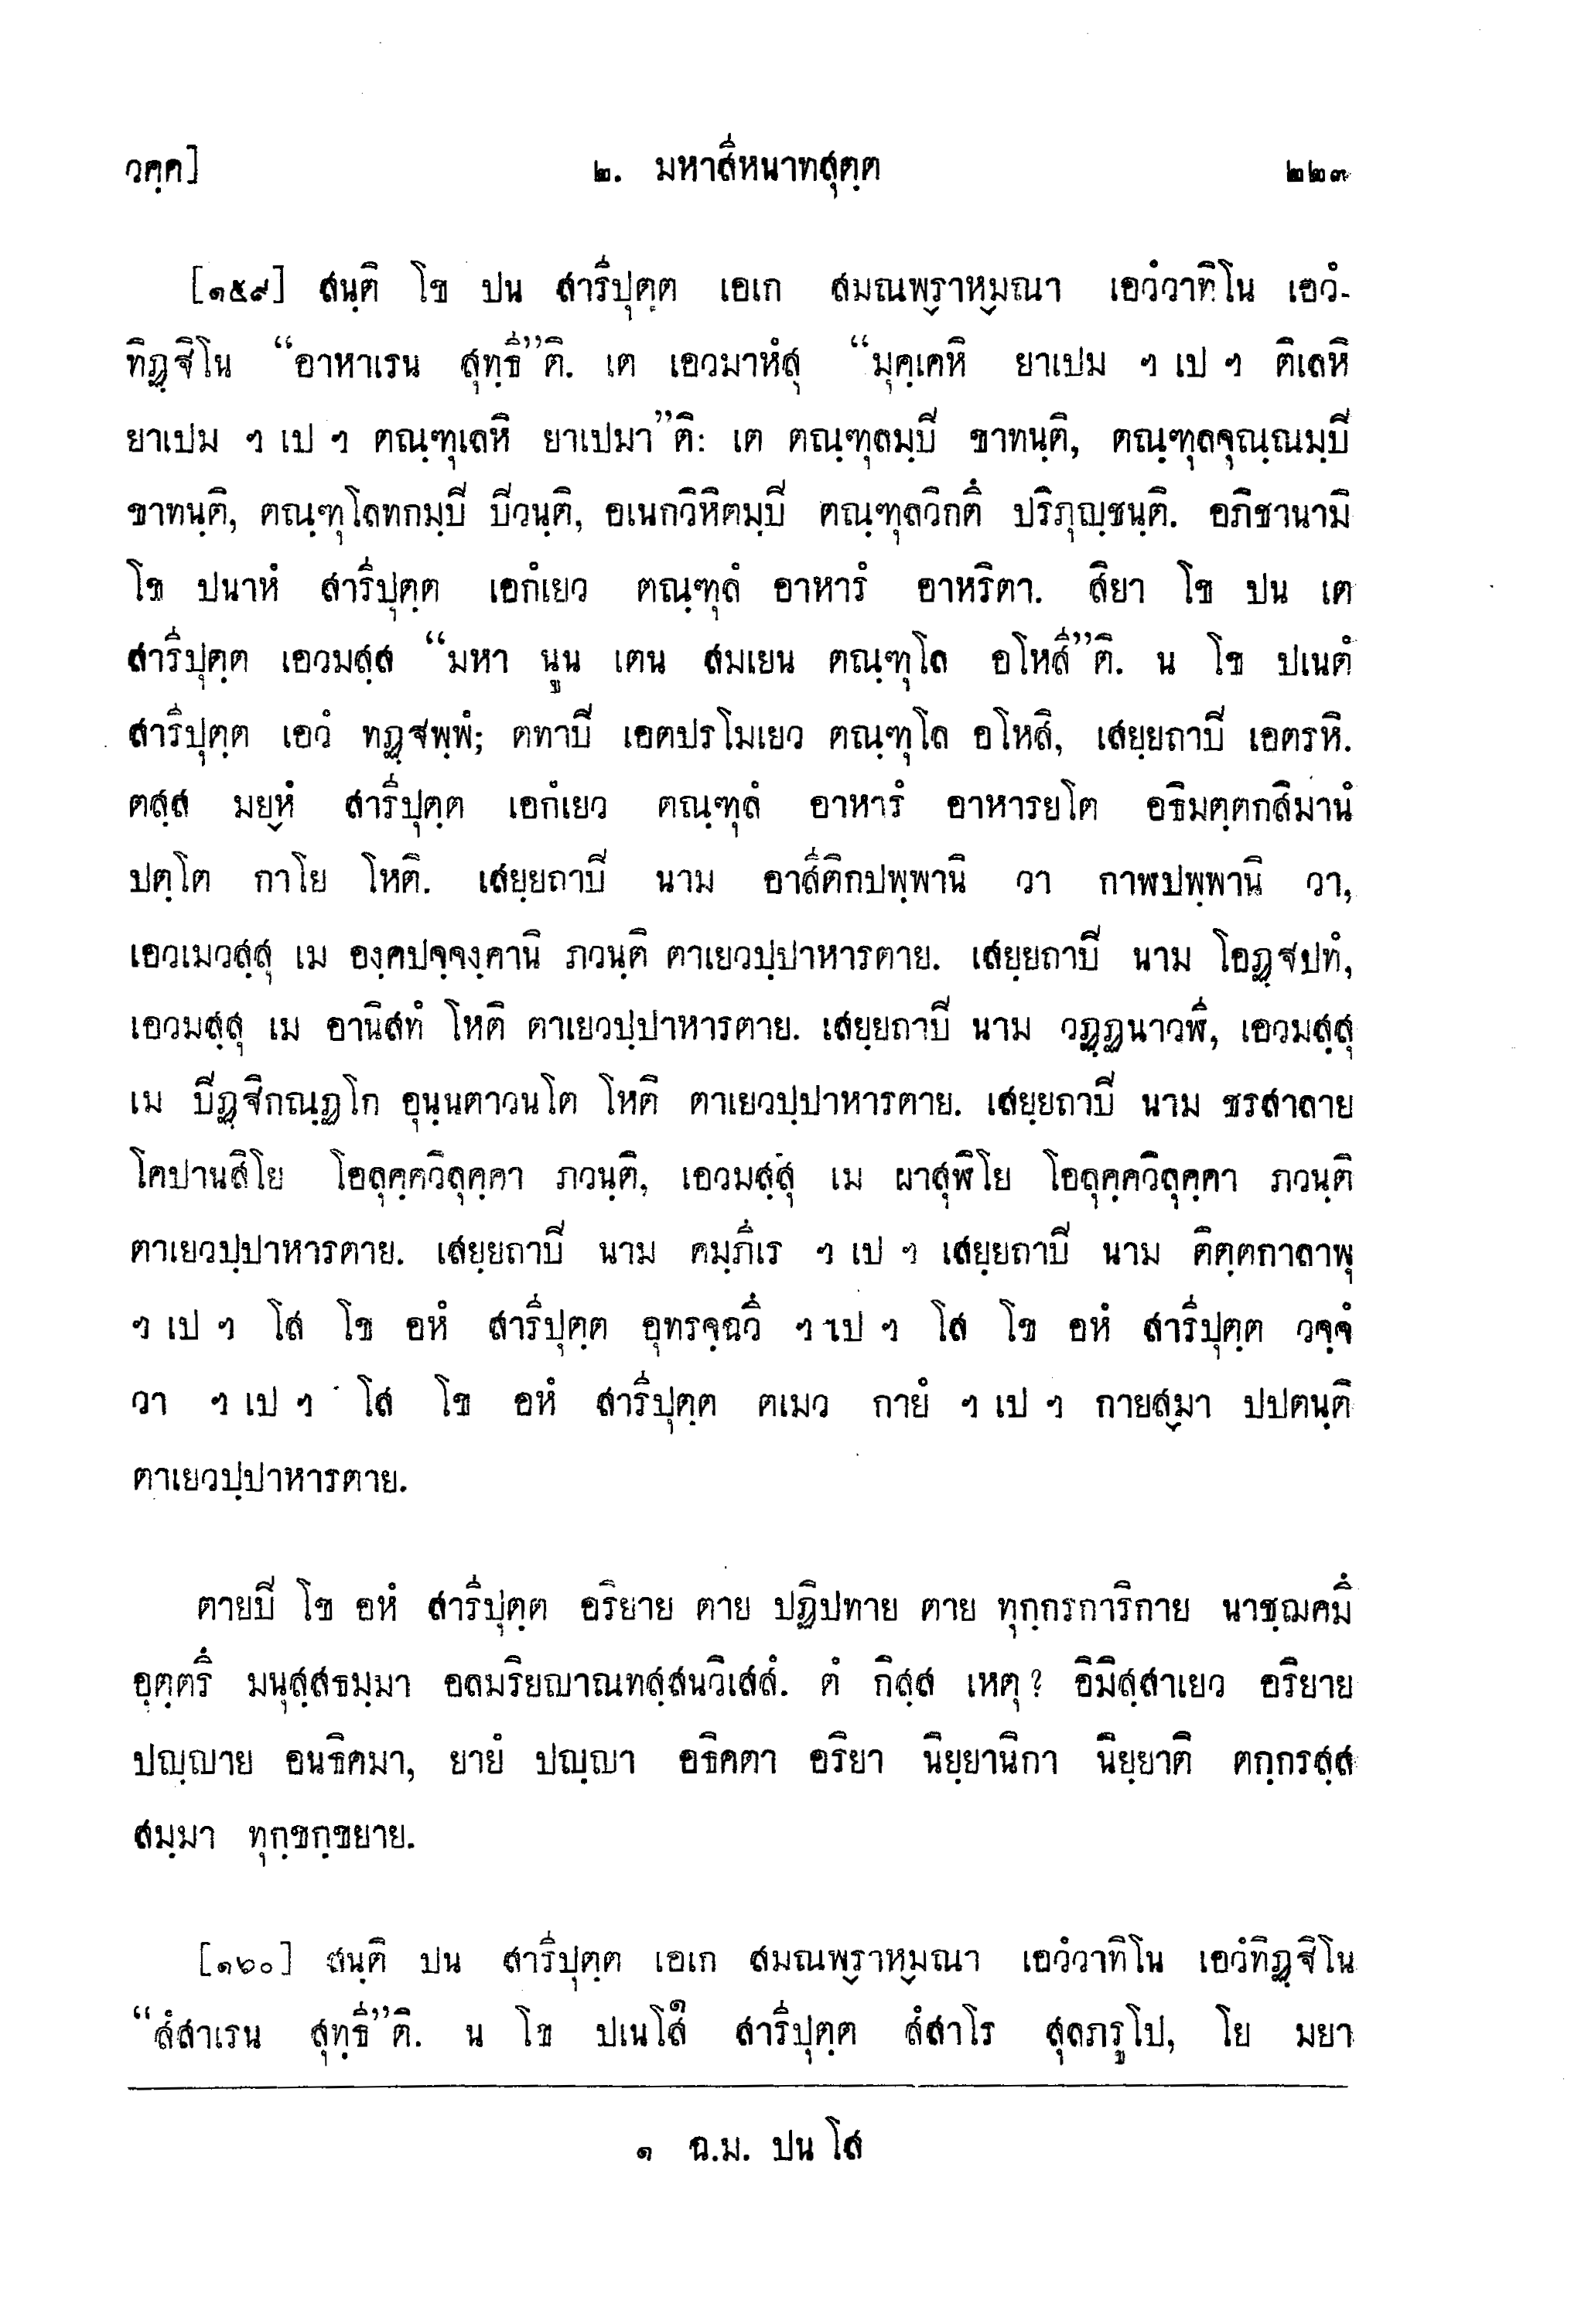 วคฺค] ๒. มหาสีหนาทสุตฺต ๒๒๓
[๑๕๙] สนฺติ โข ปน สาริปุตฺต เอเก สมณพฺราหฺมณา เอวํวาทิโน เอวํ-
ทิฏฺฐิโน “อาหาเรน สุทฺธี”ติ. เต เอวมาหํสุ “มุคฺเคหิ ยาเปม ฯ เป ฯ ติเลหิ
ยาเปม ฯ เป ฯ ตณฺฑุเลหิ ยาเปมา”ติ: เต ตณฺฑุลมฺปิ ขาทนฺติ, ตณฺฑุลจุณฺณมฺปิ
ขาทนฺติ, ตณฺฑุโลทกมฺปิ ปิวนฺติ, อเนกวิหิตมฺปิ ตณฺฑุลวิกตึ ปริภุญฺชนฺติ. อภิชานามิ
โข ปนาหํ สาริปุตฺต เอกํเยว ตณฺฑุลํ อาหารํ อาหริตา. สิยา โข ปน เต
สาริปุตฺต เอวมสฺส “มหา นูน เตน สมเยน ตณฺฑุโล อโหสี”ติ. น โข ปเนตํ
สาริปุตฺต เอวํ ทฏฺฐพฺพํ; ตทาปิ เอตปรโมเยว ตณฺฑุโล อโหสิ, เสยฺยถาปิ เอตรหิ.
ตสฺส มยฺหํ สาริปุตฺต เอกํเยว ตณฺฑุลํ อาหารํ อาหารยโต อธิมตฺตกสิมานํ
ปตฺโต กาโย โหติ. เสยฺยถาปิ นาม อาสีติกปพฺพานิ วา กาฬปพฺพานิ วา,
เอวเมวสฺสุ เม องฺคปจฺจงฺคานิ ภวนฺติ ตาเยวปฺปาหารตาย. เสยฺยถาปิ นาม โอฏฺฐปทํ,
เอวมสฺสุ เม อานิสทํ โหติ ตาเยวปฺปาหารตาย. เสยฺยถาปิ นาม วฏฺฏนาวฬี, เอวมสฺสุ
เม ปิฏฺฐิกณฺฏโก อุนฺนตาวนโต โหติ ตาเยวปฺปาหารตาย. เสยฺยถาปิ นาม ชรสาลาย
โคปานสิโย โอลุคฺควิลุคฺคา ภวนฺติ, เอวมสฺสุ เม ผาสุฬิโย โอลุคฺควิลุคฺคา ภวนฺติ
ตาเยวปฺปาหารตาย. เสยฺยถาปิ นาม คมฺภีเร ฯ เป ฯ เสยฺยถาปิ นาม ติตฺตกาลาพุ
ฯ เป ฯ โส โข อหํ สาริปุตฺต อุทรจฺฉวึ ฯ เป ฯ โส โข อหํ สาริปุตฺต วจฺจํ
วา ฯ เป ฯ โส โข อหํ สาริปุตฺต ตเมว กายํ ฯ เป ฯ กายสฺมา ปปตนฺติ
ตาเยวปฺปาหารตาย.
ตายปิ โข อหํ สาริปุตฺต อริยาย ตาย ปฏิปทาย ตาย ทุกฺกรการิกาย นาชฺฌคมึ
อุตฺตรึ มนุสฺสธมฺมา อลมริยญาณทสฺสนวิเสสํ. ตํ กิสฺส เหตุ? อิมิสฺสาเยว อริยาย
ปญฺญาย อนธิคมา, ยายํ ปญฺญา อธิคตา อริยา นิยฺยานิกา นิยฺยาติ ตกฺกรสฺส
สมฺมา ทุกฺขกฺขยาย.
[๑๖๐] สนฺติ ปน สาริปุตฺต เอเก สมณพฺราหฺมณา เอวํวาทิโน เอวํทิฏฺฐิโน
“สํสาเรน สุทฺธี”ติ. น โข ปเนโส๑ สาริปุตฺต สํสาโร สุลภรูโป, โย มยา
๑ ฉ.ม. ปน โส